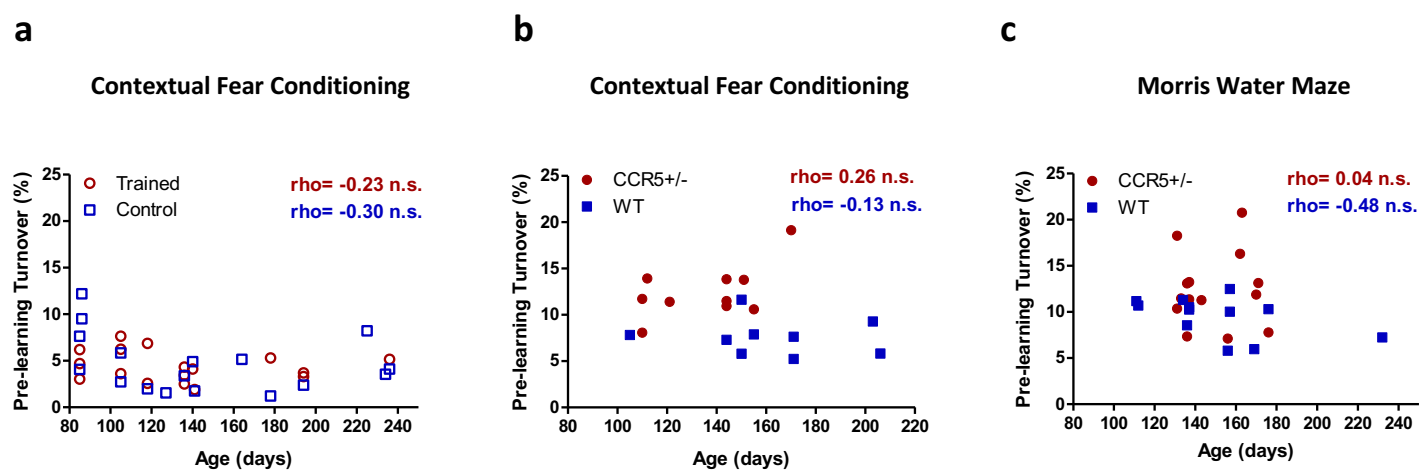 a
Contextual Fear Conditioning
Pre-learning Turnover (%)
25
20
15
10
5
0
Trained
Control
rho= -0.23 n.s.
rho= -0.30 n.s.
80 100 120 140 160 180 200 220 240
Age (days)
b
Contextual Fear Conditioning
Pre-learning Turnover (%)
25
20
15
10
5
0
CCR5+/-
WT
rho= 0.26 n.s.
rho= -0.13 n.s.
80 100 120 140 160 180 200 220
Age (days)
c
Morris Water Maze
Pre-learning Turnover (%)
25
20
15
10
5
0
CCR5+/-
WT
rho= 0.04 n.s.
rho= -0.48 n.s.
80 100 120 140 160 180 200 220 240
Age (days)